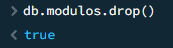 > db.modulos.drop()
< true